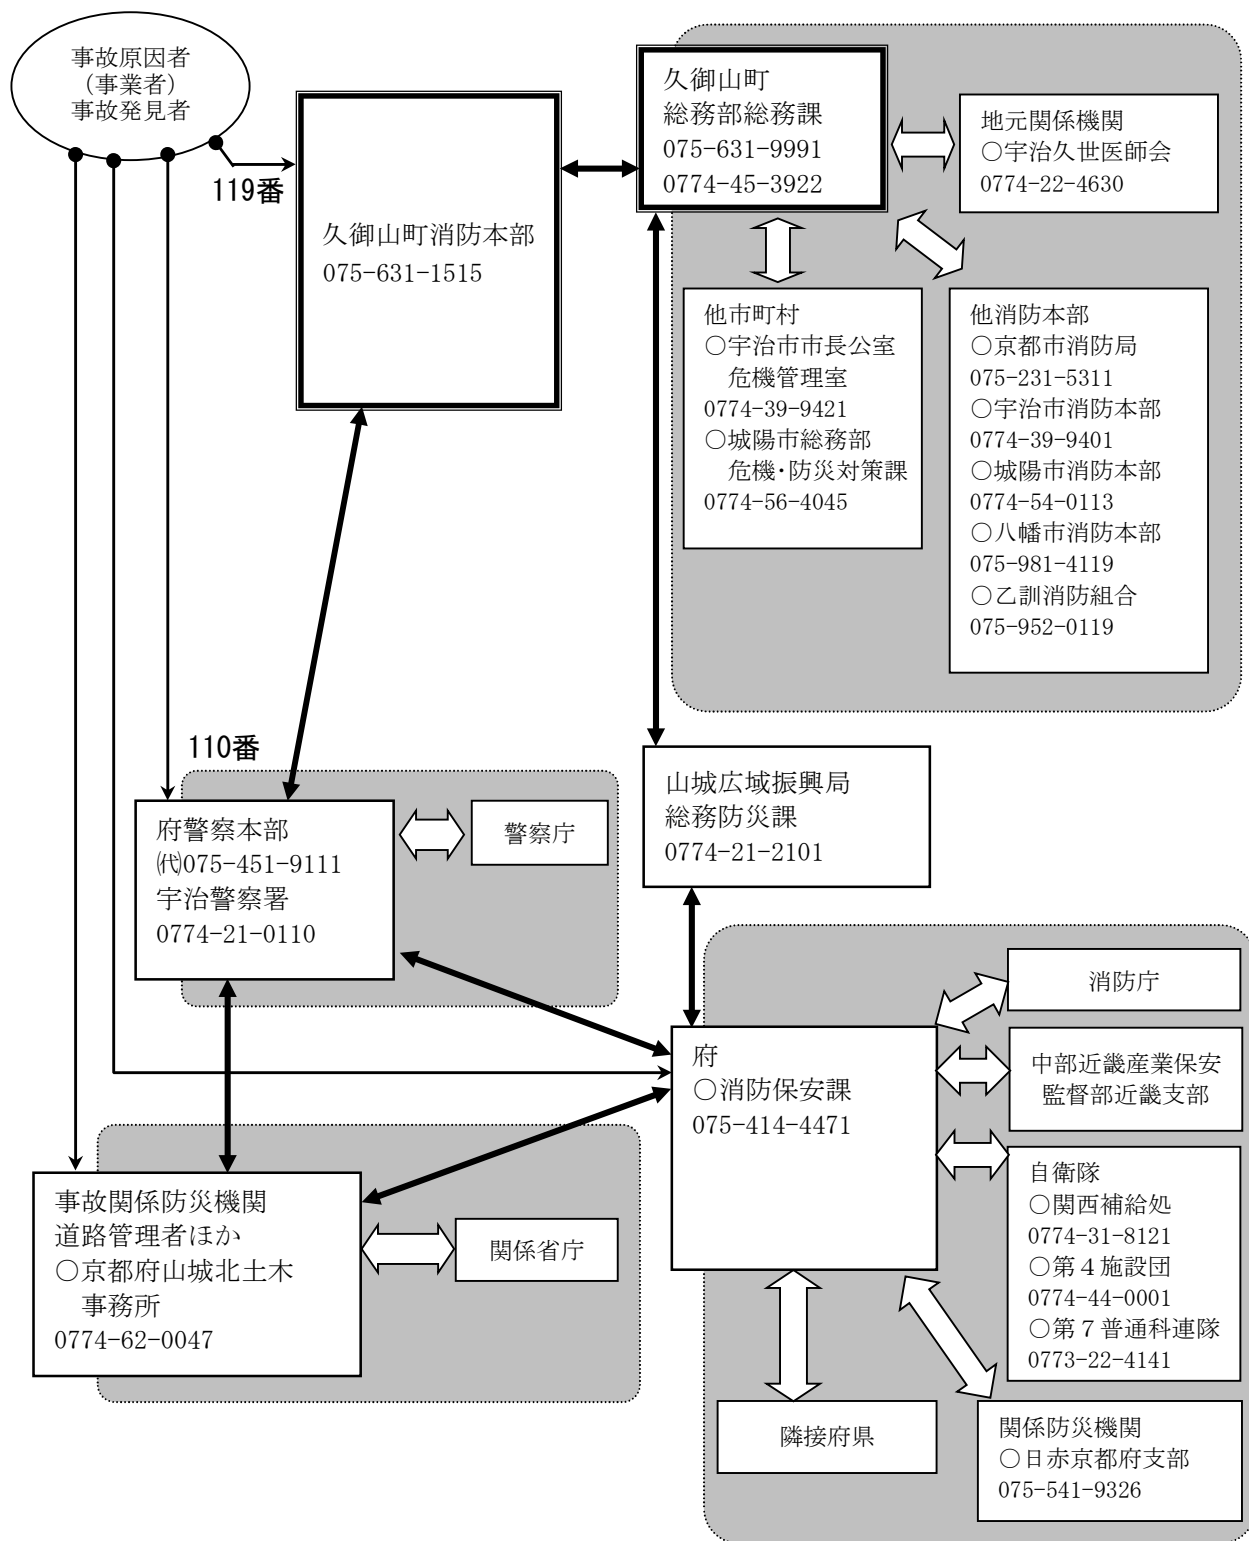 事故原因者
(事業者)
事故発見者
119番
久御山町消防本部
075-631-1515
久御山町
総務部総務課
075-631-9991
0774-45-3922
地元関係機関
○宇治久世医師会
0774-22-4630
他市町村
○宇治市市長公室
危機管理室
0774-39-9421
○城陽市総務部
危機・防災対策課
0774-56-4045
他消防本部
○京都市消防局
075-231-5311
○宇治市消防本部
0774-39-9401
○城陽市消防本部
0774-54-0113
○八幡市消防本部
075-981-4119
○乙訓消防組合
075-952-0119
110番
府警察本部
㈹075-451-9111
宇治警察署
0774-21-0110
警察庁
山城広域振興局
総務防災課
0774-21-2101
府
○消防保安課
075-414-4471
消防庁
中部近畿産業保安
監督部近畿支部
自衛隊
○関西補給処
0774-31-8121
○第４施設団
0774-44-0001
○第７普通科連隊
0773-22-4141
事故関係防災機関
道路管理者ほか
○京都府山城北土木
事務所
0774-62-0047
関係省庁
隣接府県
関係防災機関
○日赤京都府支部
075-541-9326